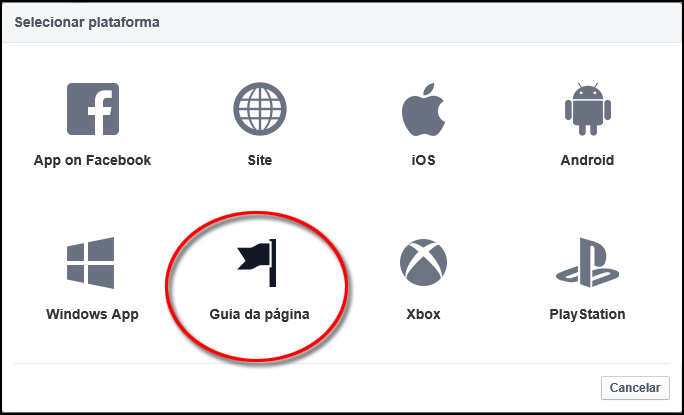 Selecionar plataforma
App on Facebook
Site
iOS
Android
Windows App
Guia da página
Xbox
PlayStation
Cancelar